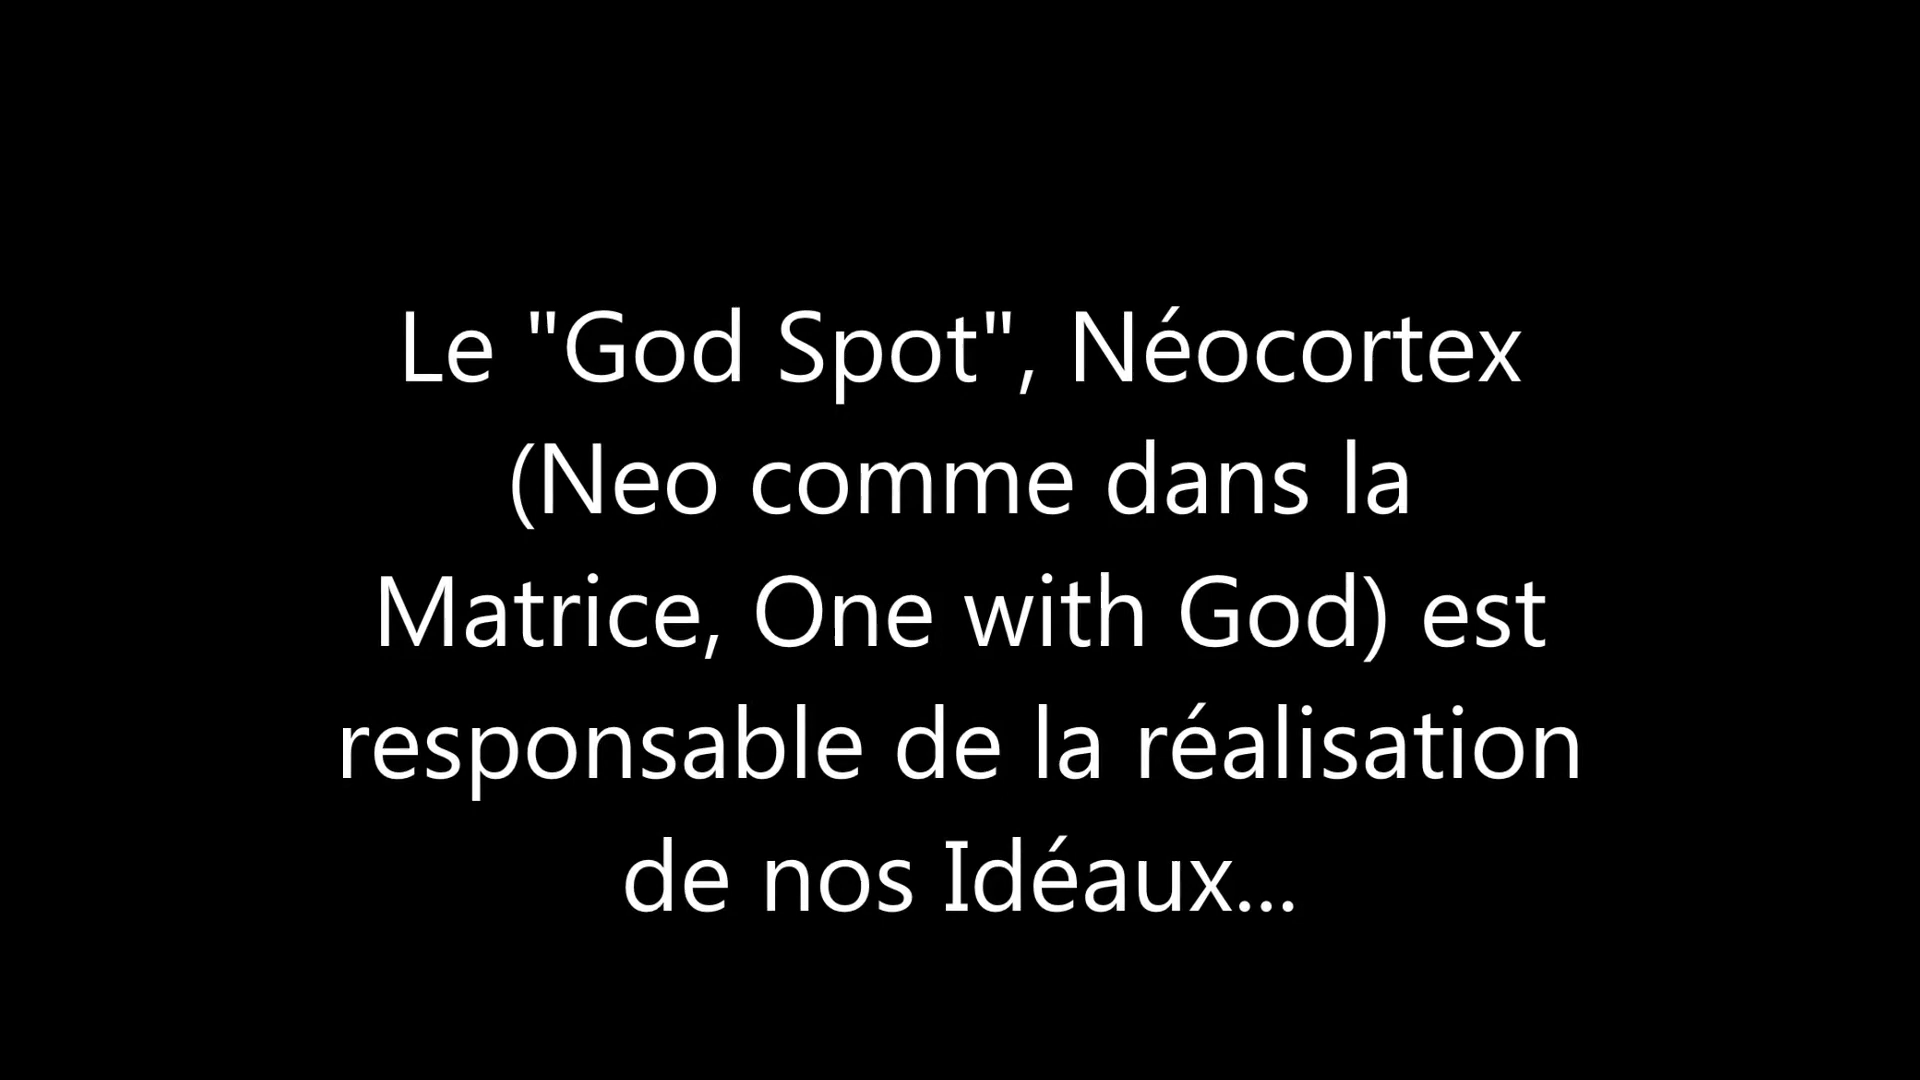 Le "God Spot", Néocortex
(Neo comme dans la
Matrice, One with God) est
responsable de la réalisation
de nos Idéaux...